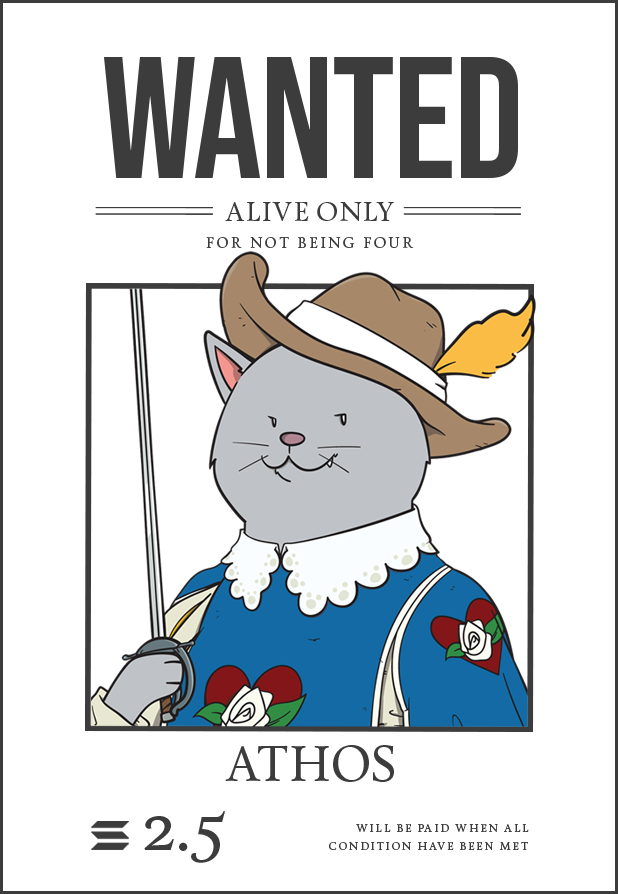 WANTED
ALIVE ONLY
FOR NOT BEING FOUR
ATHOS
2.5
WILL BE PAID WHEN ALL
CONDITION HAVE BEEN MET